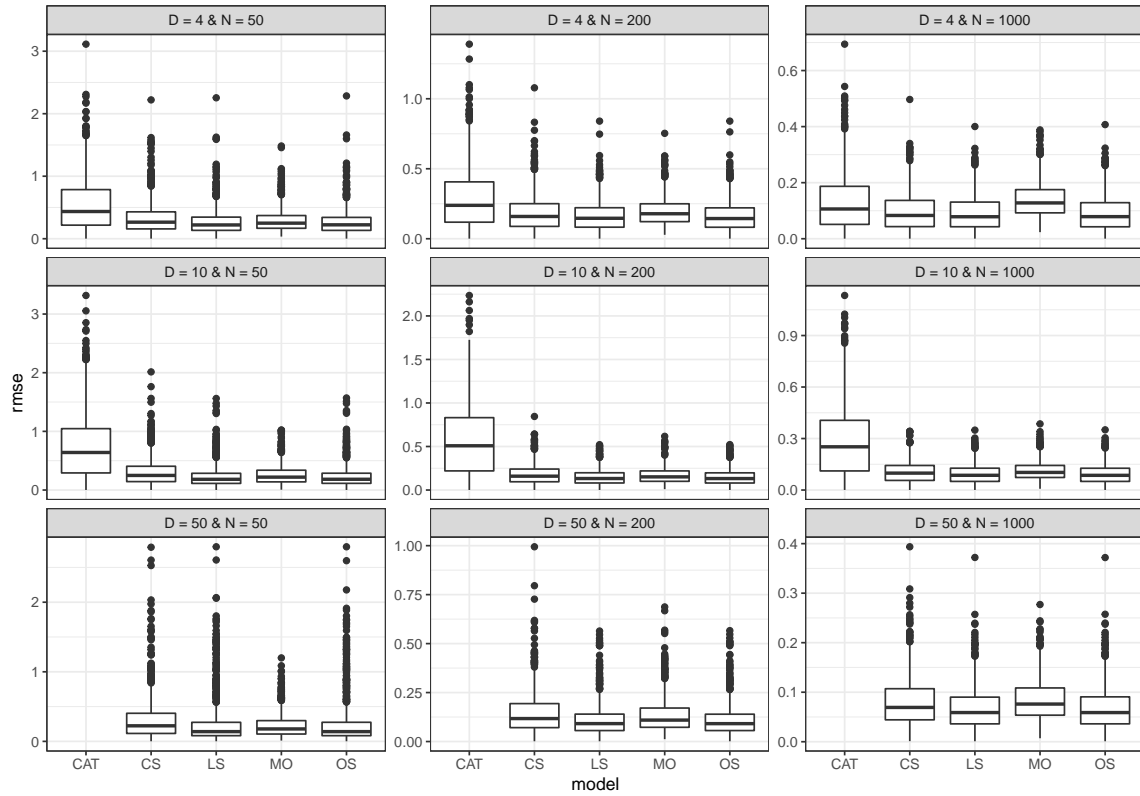 D = 4 & N = 50
D = 4 & N = 200
D = 4 & N = 1000
3
2
1
0
1.0
0.5
0.0
0.6
0.4
0.2
0.0
D = 10 & N = 50
D = 10 & N = 200
D = 10 & N = 1000
3
2
1
0
2.0
1.5
1.0
0.5
0.0
0.9
0.6
0.3
0.0
rmse
D = 50 & N = 50
D = 50 & N = 200
D = 50 & N = 1000
2
1
0
1.00
0.75
0.50
0.25
0.00
0.4
0.3
0.2
0.1
0.0
CAT CS LS MO OS
CAT CS LS MO OS
CAT CS LS MO OS
model